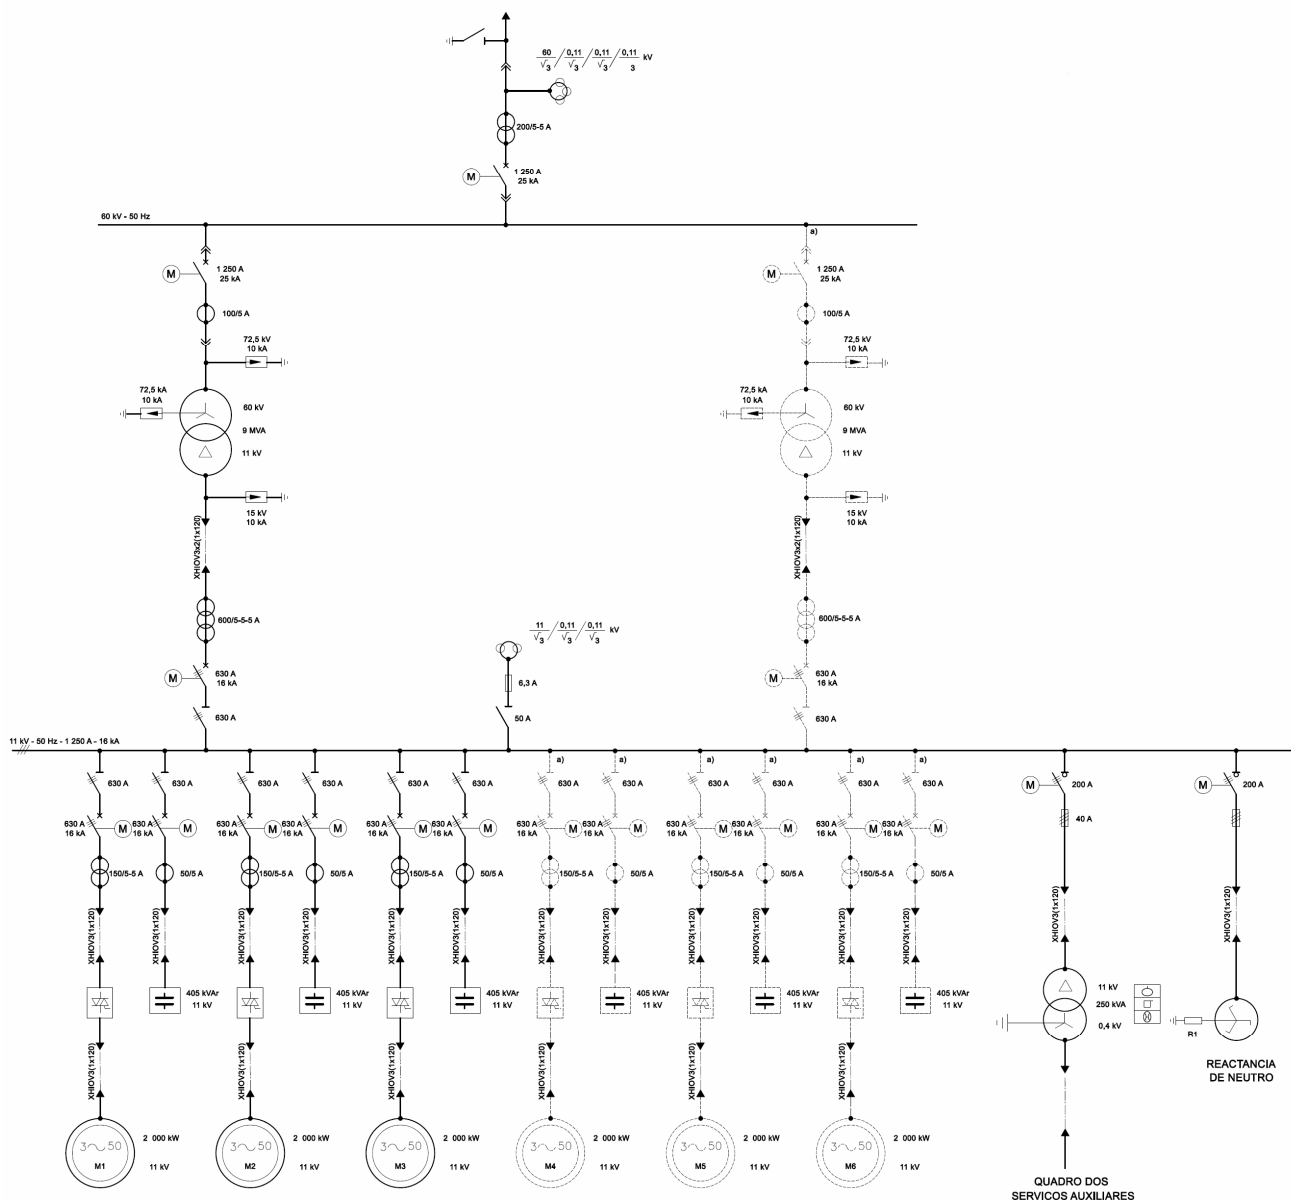 60/√3 / 0,11/√3 / 0,11/√3 / 0,11/3 kV
200/5-5 A
M
1 250 A
25 kA
60 kV - 50 Hz
a)
M
1 250 A
25 kA
M
1 250 A
25 kA
100/5 A
100/5 A
72,5 kV
10 kA
72,5 kV
10 kA
72,5 kA
10 kA
60 kV
9 MVA
11 kV
72,5 kA
10 kA
60 kV
9 MVA
11 kV
15 kV
10 kA
15 kV
10 kA
XHIOV3x2(1x120)
XHIOV3x2(1x120)
600/5-5-5 A
600/5-5-5 A
11/√3 / 0,11/√3 / 0,11/√3 kV
6,3 A
50 A
M
630 A
16 kA
630 A
M
630 A
16 kA
630 A
11 kV - 50 Hz - 1 250 A - 16 kA
a) a) a) a) a) a)
630 A 630 A 630 A 630 A 630 A 630 A 630 A 630 A 630 A 630 A 630 A 630 A
M 200 A M 200 A
40 A
630 A M 630 A M 630 A M 630 A M 630 A M 630 A M 630 A M 630 A M 630 A M 630 A M 630 A M 630 A M
16 kA 16 kA 16 kA 16 kA 16 kA 16 kA 16 kA 16 kA 16 kA 16 kA 16 kA 16 kA
150/5-5 A 50/5 A 150/5-5 A 50/5 A 150/5-5 A 50/5 A 150/5-5 A 50/5 A 150/5-5 A 50/5 A 150/5-5 A 50/5 A
XHIOV3(1x120) XHIOV3(1x120) XHIOV3(1x120) XHIOV3(1x120) XHIOV3(1x120) XHIOV3(1x120) XHIOV3(1x120) XHIOV3(1x120) XHIOV3(1x120) XHIOV3(1x120) XHIOV3(1x120) XHIOV3(1x120)
405 kVAr 405 kVAr 405 kVAr 405 kVAr 405 kVAr 405 kVAr
11 kV 11 kV 11 kV 11 kV 11 kV 11 kV
11 kV
250 kVA
0,4 kV
R1
REACTANCIA
DE NEUTRO
XHIOV3(1x120) XHIOV3(1x120) XHIOV3(1x120) XHIOV3(1x120) XHIOV3(1x120) XHIOV3(1x120)
3~50 2 000 kW 3~50 2 000 kW 3~50 2 000 kW 3~50 2 000 kW 3~50 2 000 kW 3~50 2 000 kW
M1 11 kV M2 11 kV M3 11 kV M4 11 kV M5 11 kV M6 11 kV
QUADRO DOS
SERVICOS AUXILIARES